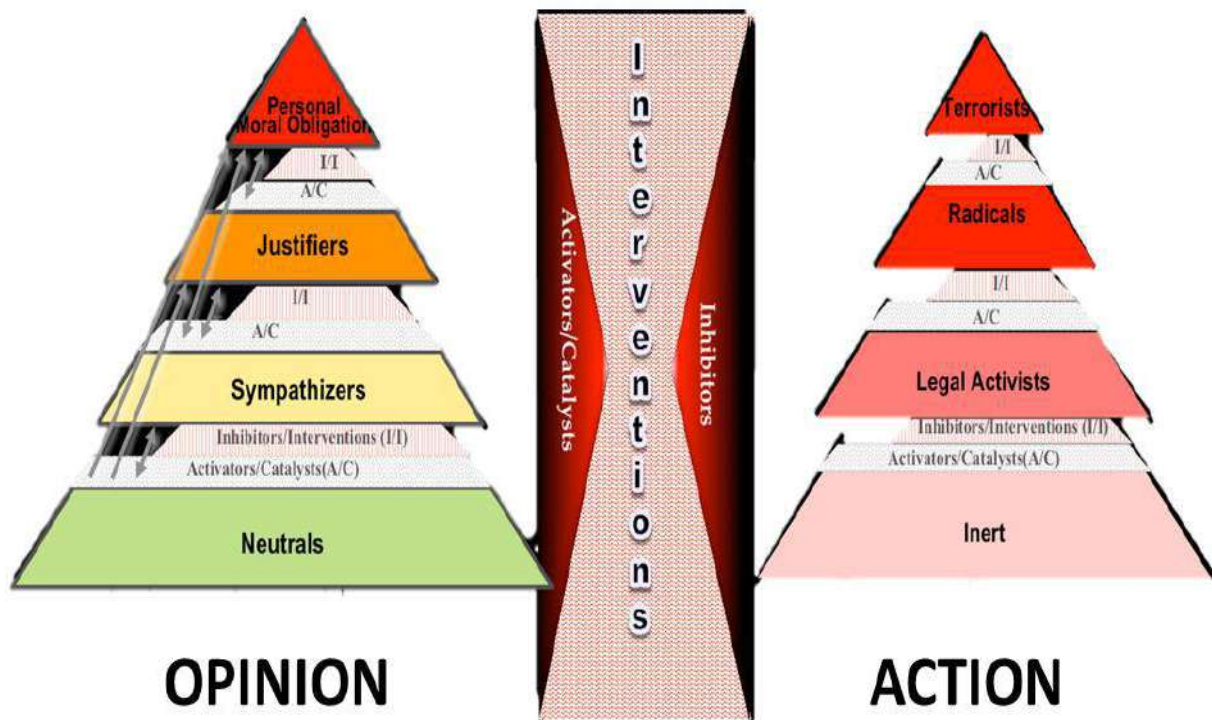 Personal
Moral Obligation
I/I
A/C
Justifiers
I/I
A/C
Sympathizers
Inhibitors/Interventions (I/I)
Activators/Catalysts(A/C)
Neutrals
OPINION
Activators/Catalysts
Interventions
Inhibitors
Terrorists
I/I
A/C
Radicals
I/I
A/C
Legal Activists
Inhibitors/Interventions (I/I)
Activators/Catalysts(A/C)
Inert
ACTION